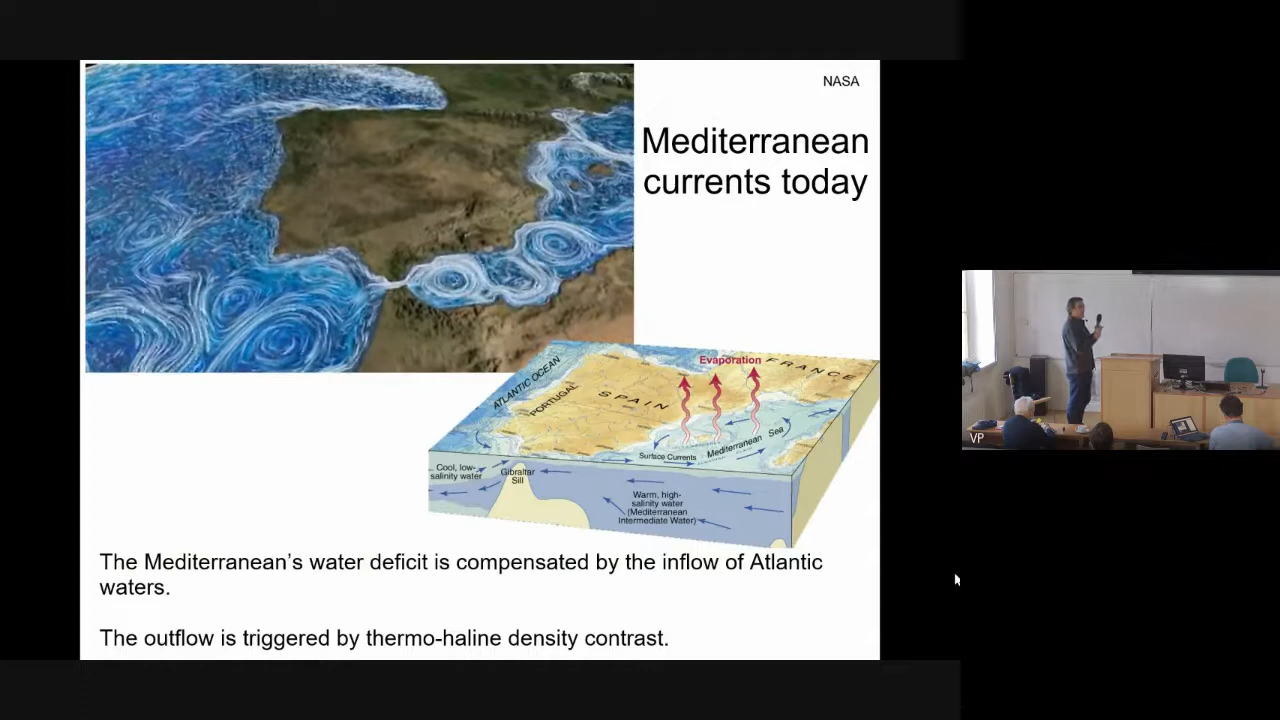 NASA
Mediterranean
currents today
Evaporation
FRANCE
ATLANTIC OCEAN
PORTUGAL
SPAIN
Mediterranean Sea
Surface Currents
Cool, low-
salinity water
Gibraltar
Sill
Warm, high-
salinity water
(Mediterranean
Intermediate Water)
The Mediterranean’s water deficit is compensated by the inflow of Atlantic
waters.
The outflow is triggered by thermo-haline density contrast.
VP